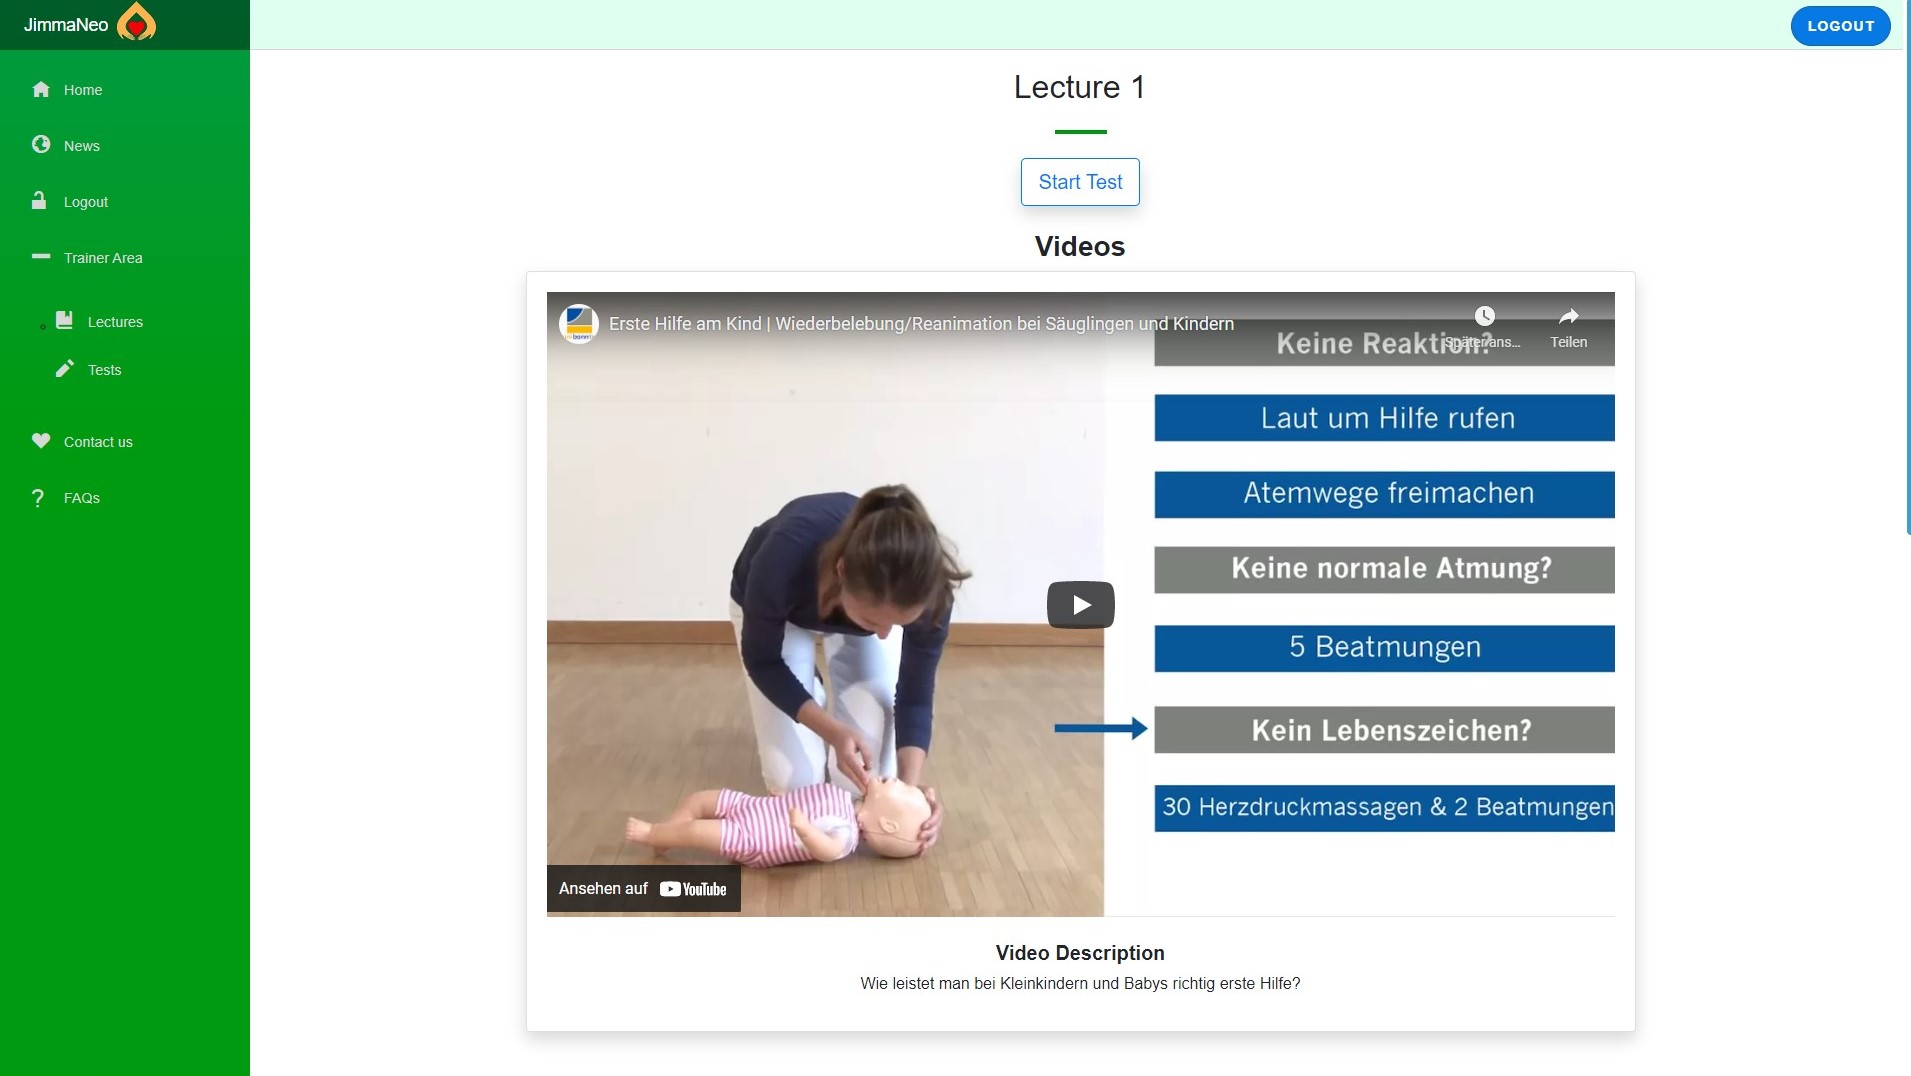 JimmaNeo
LOGOUT
Home
News
Logout
Trainer Area
Lectures
Tests
Contact us
FAQs
Lecture 1
Start Test
Videos
Erste Hilfe am Kind | Wiederbelebung/Reanimation bei Säuglingen und Kindern
Später ans...
Teilen
Keine Reaktion?
Laut um Hilfe rufen
Atemwege freimachen
Keine normale Atmung?
5 Beatmungen
Kein Lebenszeichen?
30 Herzdruckmassagen & 2 Beatmungen
Ansehen auf YouTube
Video Description
Wie leistet man bei Kleinkindern und Babys richtig erste Hilfe?